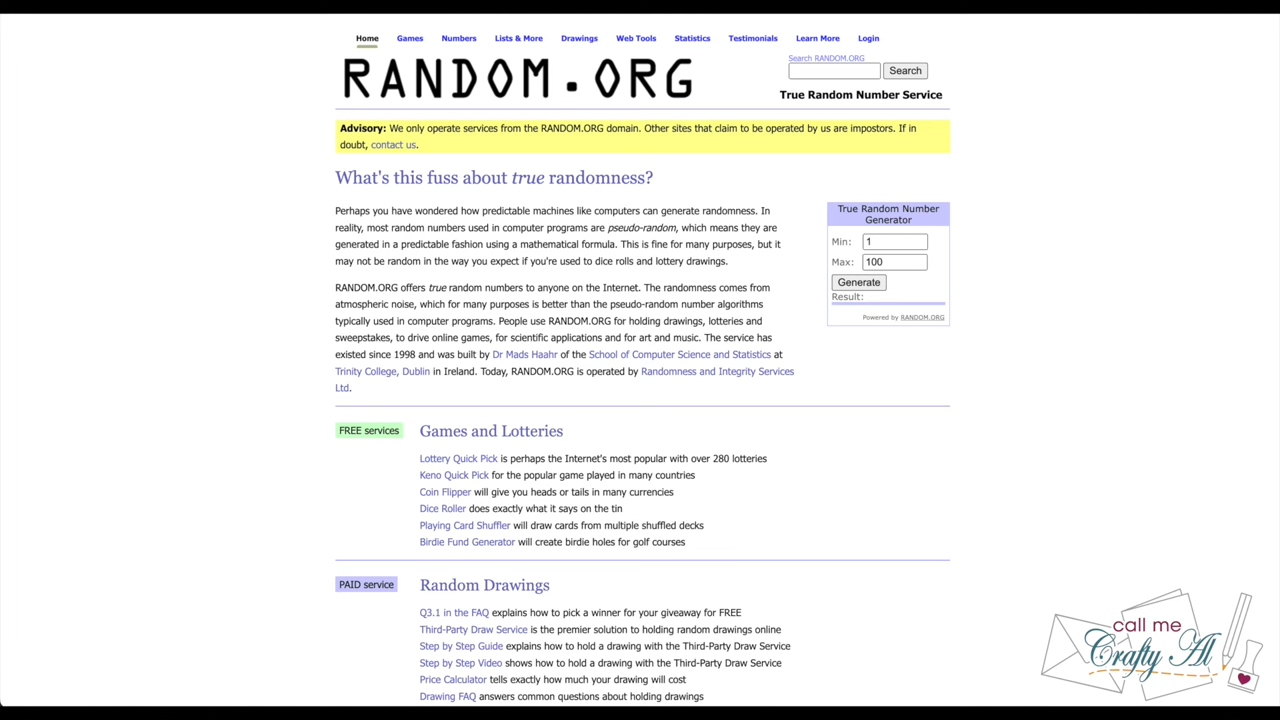 Home Games Numbers Lists & More Drawings Web Tools Statistics Testimonials Learn More Login
RANDOM.ORG
Search RANDOM.ORG
Search
True Random Number Service
Advisory: We only operate services from the RANDOM.ORG domain. Other sites that claim to be operated by us are impostors. If in
doubt, contact us.
What's this fuss about true randomness?
Perhaps you have wondered how predictable machines like computers can generate randomness. In
reality, most random numbers used in computer programs are pseudo-random, which means they are
generated in a predictable fashion using a mathematical formula. This is fine for many purposes, but it
may not be random in the way you expect if you're used to dice rolls and lottery drawings.
RANDOM.ORG offers true random numbers to anyone on the Internet. The randomness comes from
atmospheric noise, which for many purposes is better than the pseudo-random number algorithms
typically used in computer programs. People use RANDOM.ORG for holding drawings, lotteries and
sweepstakes, to drive online games, for scientific applications and for art and music. The service has
existed since 1998 and was built by Dr Mads Haahr of the School of Computer Science and Statistics at
Trinity College, Dublin in Ireland. Today, RANDOM.ORG is operated by Randomness and Integrity Services
Ltd.
True Random Number
Generator
Min: 1
Max: 100
Generate
Result:
Powered by RANDOM.ORG
FREE services
Games and Lotteries
Lottery Quick Pick is perhaps the Internet's most popular with over 280 lotteries
Keno Quick Pick for the popular game played in many countries
Coin Flipper will give you heads or tails in many currencies
Dice Roller does exactly what it says on the tin
Playing Card Shuffler will draw cards from multiple shuffled decks
Birdie Fund Generator will create birdie holes for golf courses
PAID service
Random Drawings
Q3.1 in the FAQ explains how to pick a winner for your giveaway for FREE
Third-Party Draw Service is the premier solution to holding random drawings online
Step by Step Guide explains how to hold a drawing with the Third-Party Draw Service
Step by Step Video shows how to hold a drawing with the Third-Party Draw Service
Price Calculator tells exactly how much your drawing will cost
Drawing FAQ answers common questions about holding drawings
call me
Crafty Al